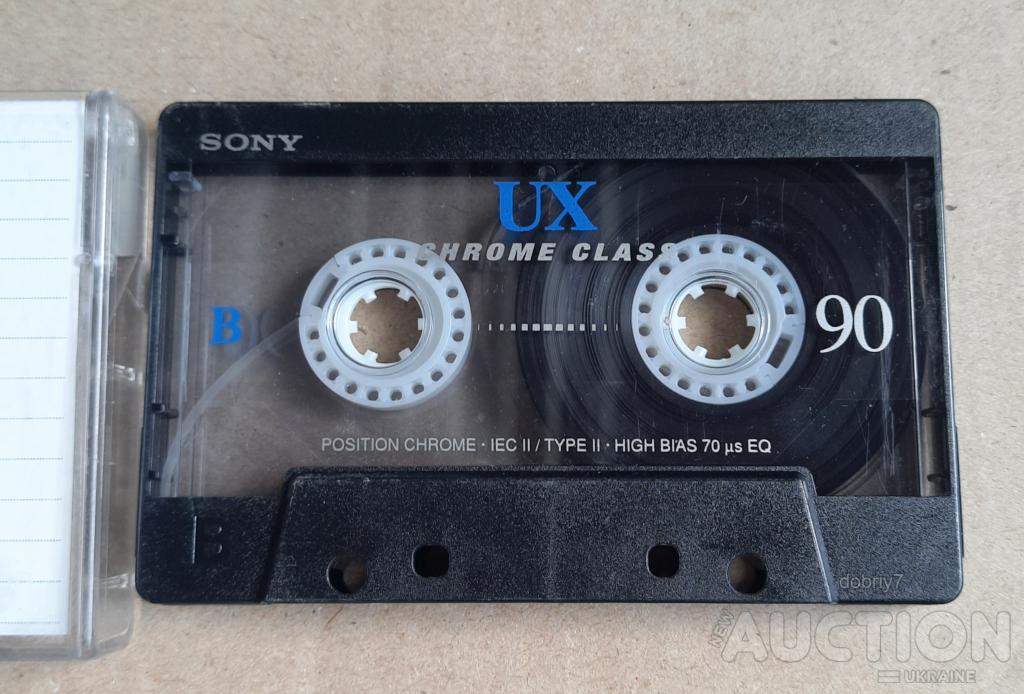 SONY
UX
CHROME CLASS
B
90
POSITION CHROME · IEC II / TYPE II · HIGH BIAS 70 µs EQ
B
dobriy7
NEW AUCTION
UKRAINE